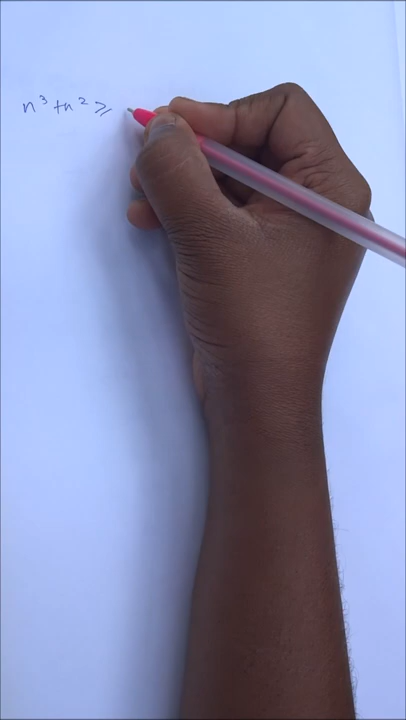 n³ + n² ⩾